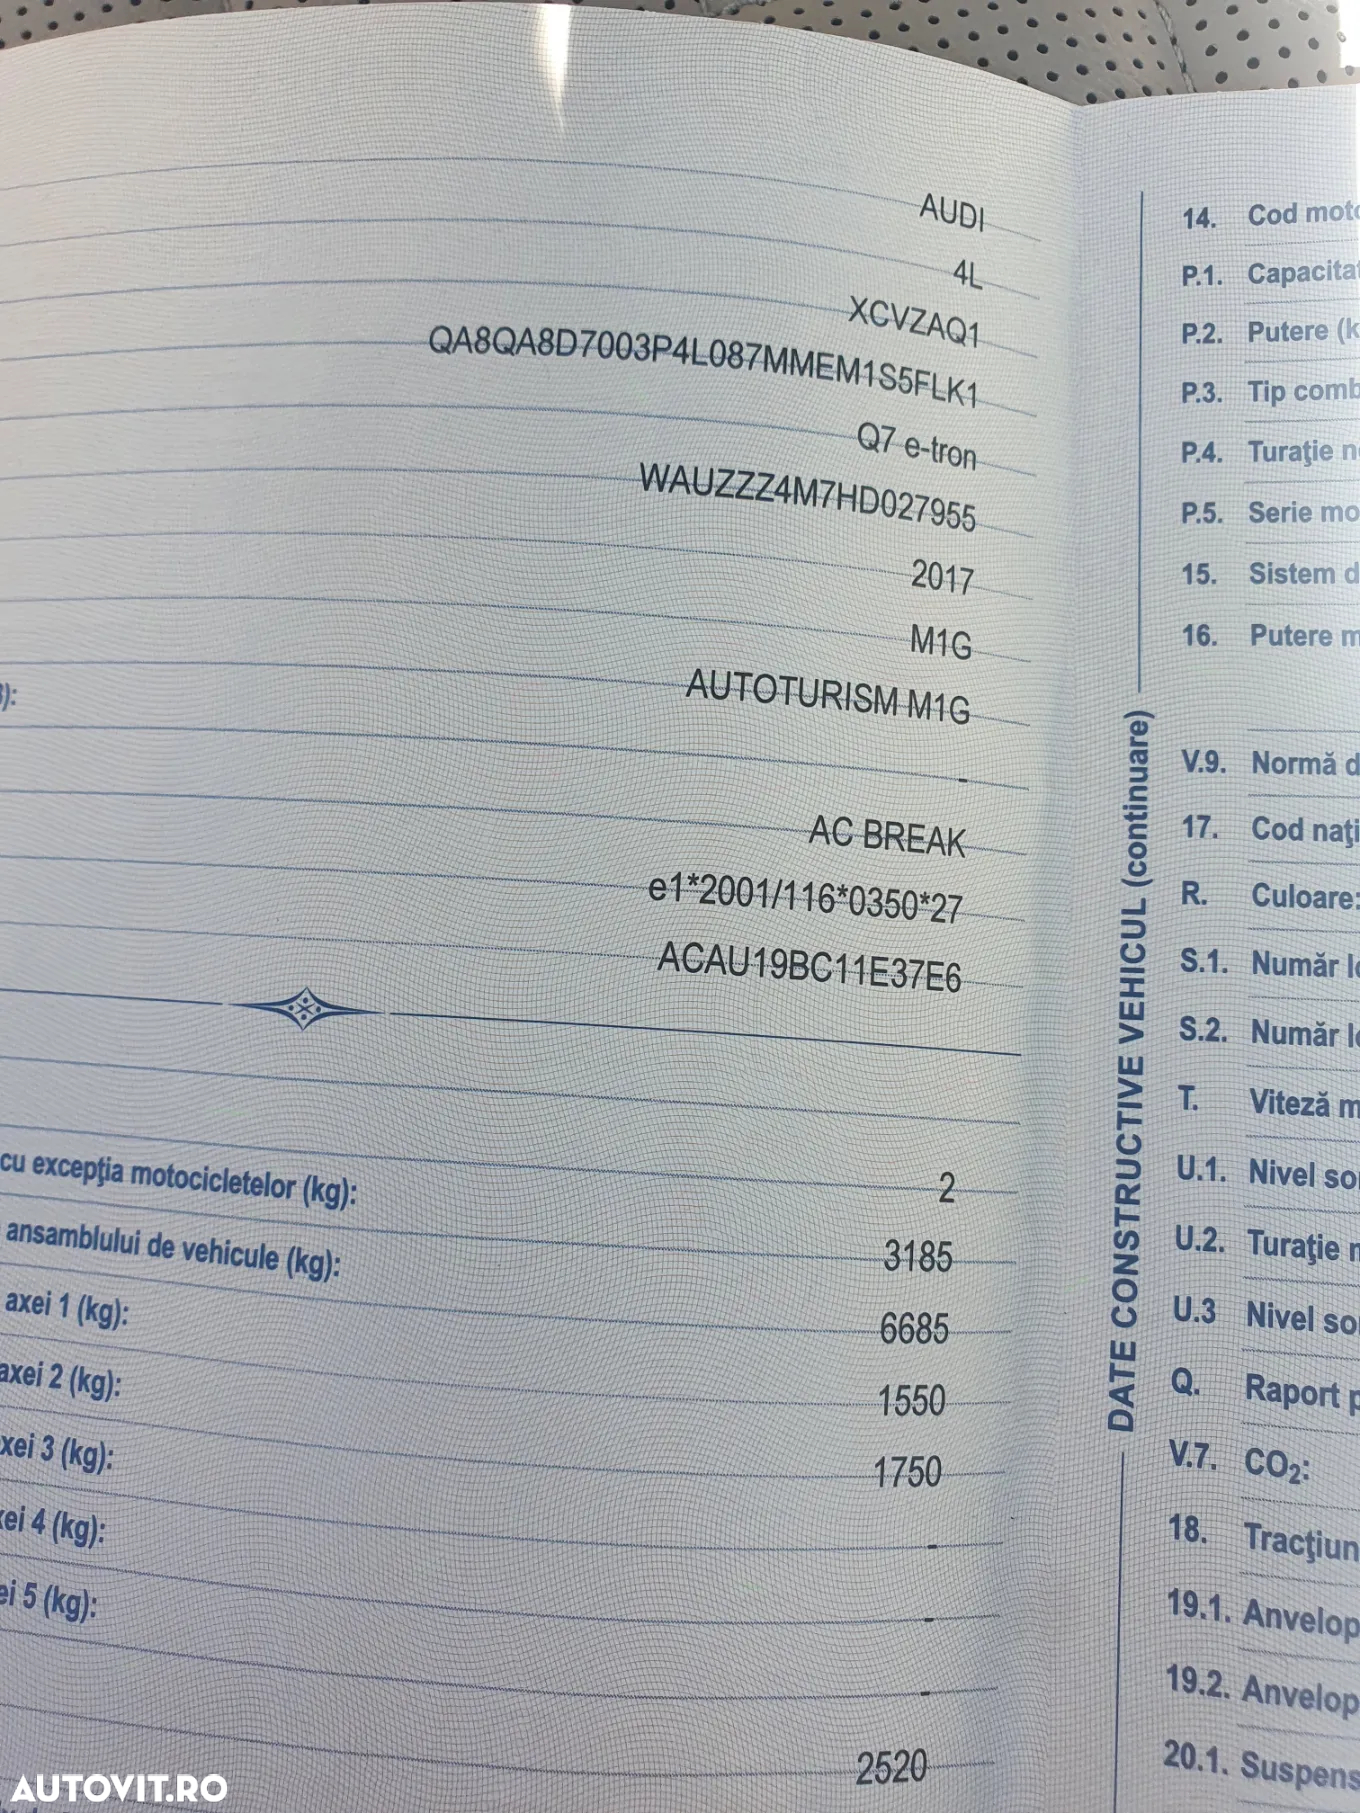 AUDI
4L
XCVZAQ1
QA8QA8D7003P4L087MMEM1S5FLK1
Q7 e-tron
WAUZZZ4M7HD027955
2017
M1G
AUTOTURISM M1G
-
AC BREAK
e1*2001/116*0350*27
ACAU19BC11E37E6
2
cu excepţia motocicletelor (kg):
3185
ansamblului de vehicule (kg):
6685
axei 1 (kg):
1550
axei 2 (kg):
1750
xei 3 (kg):
-
ei 4 (kg):
-
ei 5 (kg):
-
2520
DATE CONSTRUCTIVE VEHICUL (continuare)
14. Cod moto
P.1. Capacitat
P.2. Putere (k
P.3. Tip comb
P.4. Turaţie n
P.5. Serie mo
15. Sistem d
16. Putere m
V.9. Normă d
17. Cod naţi
R. Culoare:
S.1. Număr lo
S.2. Număr lo
T. Viteză m
U.1. Nivel so
U.2. Turaţie n
U.3 Nivel so
Q. Raport p
V.7. CO₂:
18. Tracţiun
19.1. Anvelop
19.2. Anvelop
20.1. Suspens
AUTOVIT.RO